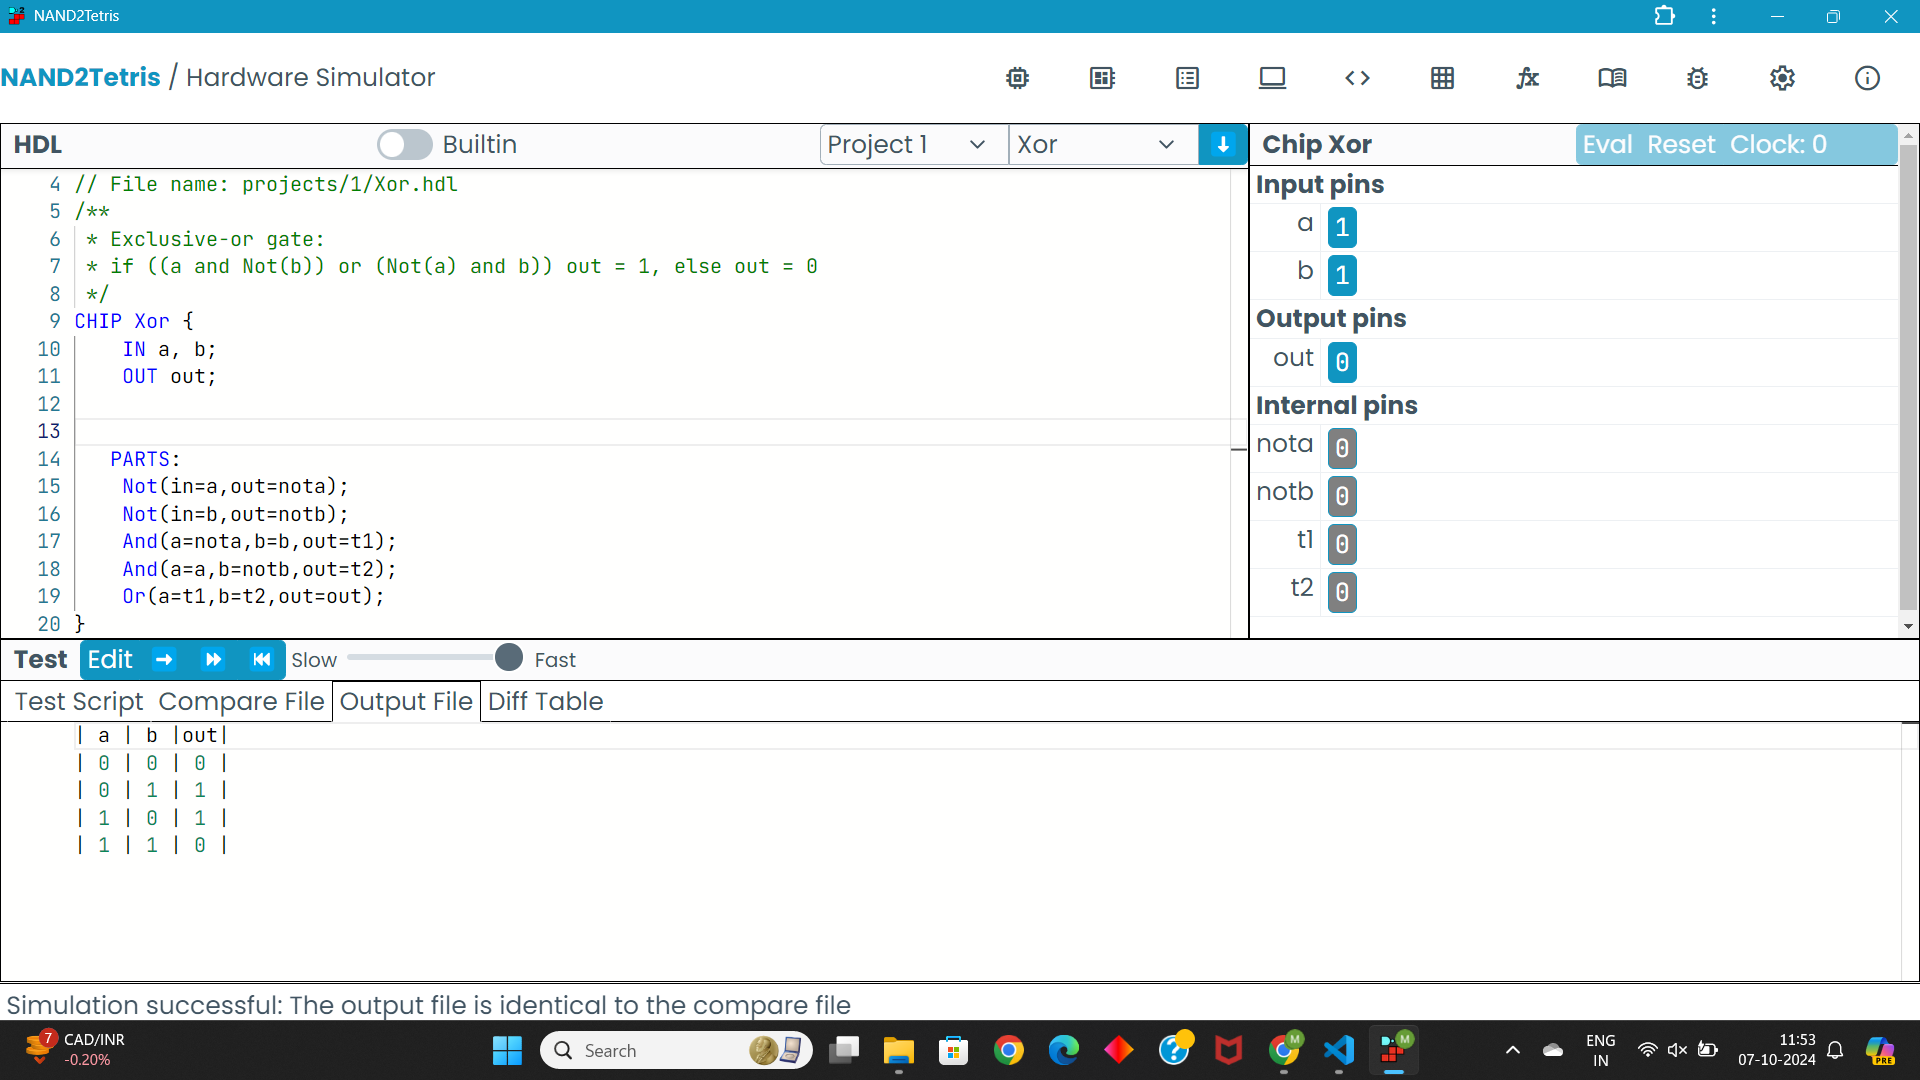 NAND2Tetris
NAND2Tetris / Hardware Simulator
HDL Builtin Project 1 Xor
4 // File name: projects/1/Xor.hdl
5 /**
6 * Exclusive-or gate:
7 * if ((a and Not(b)) or (Not(a) and b)) out = 1, else out = 0
8 */
9 CHIP Xor {
10 IN a, b;
11 OUT out;
12
13
14 PARTS:
15 Not(in=a,out=nota);
16 Not(in=b,out=notb);
17 And(a=nota,b=b,out=t1);
18 And(a=a,b=notb,out=t2);
19 Or(a=t1,b=t2,out=out);
20 }
Chip Xor Eval Reset Clock: 0
Input pins
a 1
b 1
Output pins
out 0
Internal pins
nota 0
notb 0
t1 0
t2 0
Test Edit Slow Fast
Test Script Compare File Output File Diff Table
| a | b |out|
| 0 | 0 | 0 |
| 0 | 1 | 1 |
| 1 | 0 | 1 |
| 1 | 1 | 0 |
Simulation successful: The output file is identical to the compare file
7 CAD/INR
-0.20%
Search
M
M
PRE
ENG
IN
11:53
07-10-2024